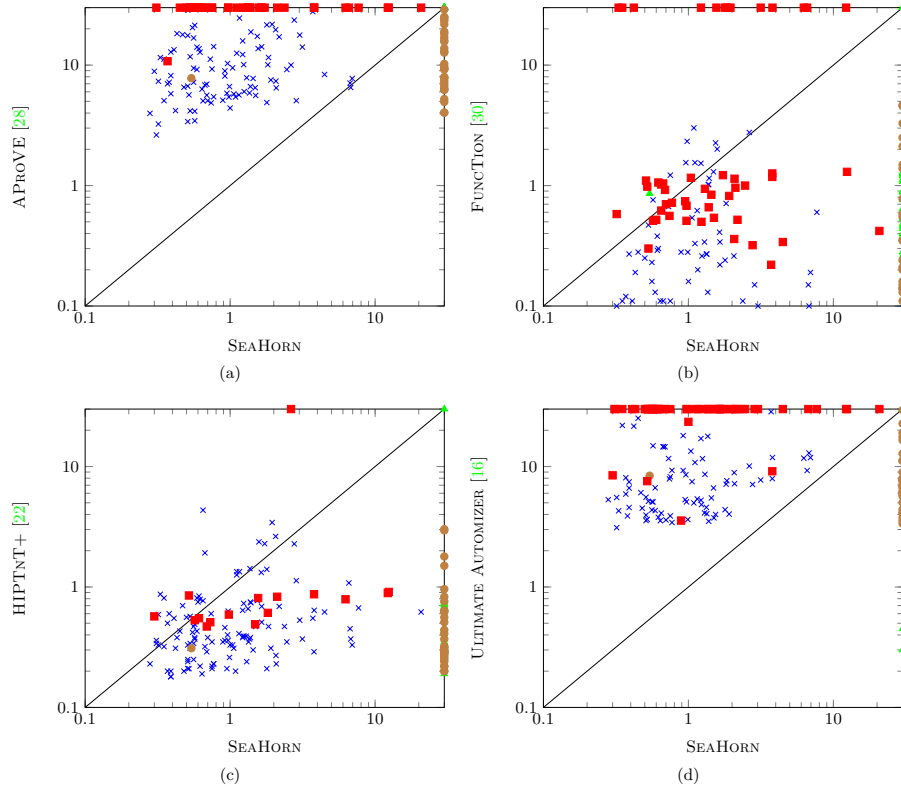 10
1
0.1
0.1
1
10
APROVE [28]
SEAHORN
(a)
10
1
0.1
0.1
1
10
FUNCTION [30]
SEAHORN
(b)
10
1
0.1
0.1
1
10
HIPTNT+ [22]
SEAHORN
(c)
10
1
0.1
0.1
1
10
ULTIMATE AUTOMIZER [16]
SEAHORN
(d)